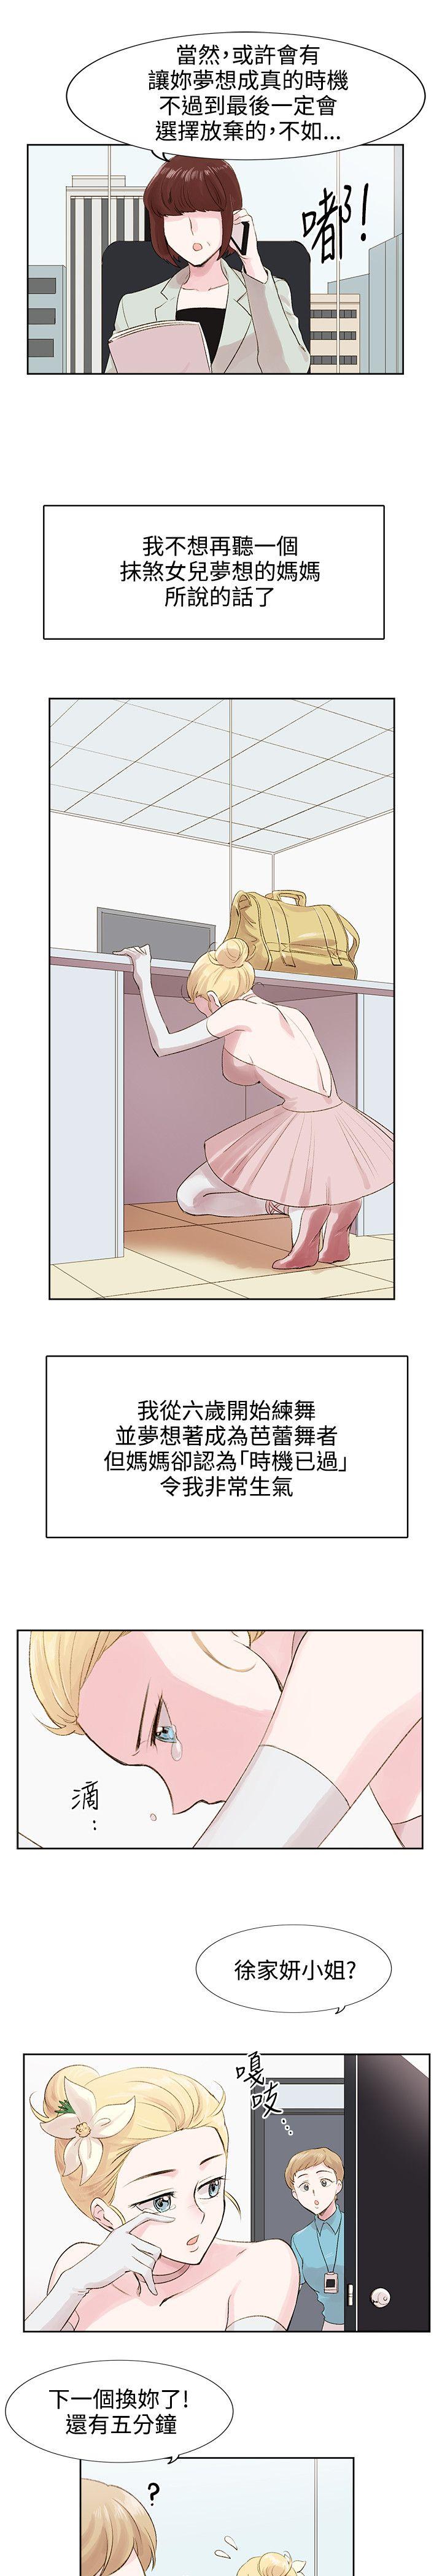 當然，或許會有
讓妳夢想成真的時機
不過到最後一定會
選擇放棄的，不如…
嘟！
我不想再聽一個
抹煞女兒夢想的媽媽
所說的話了
我從六歲開始練舞
並夢想著成為芭蕾舞者
但媽媽卻認為「時機已過」
令我非常生氣
滴…
徐家妍小姐?
嘎吱…
下一個換妳了!
還有五分鐘
?